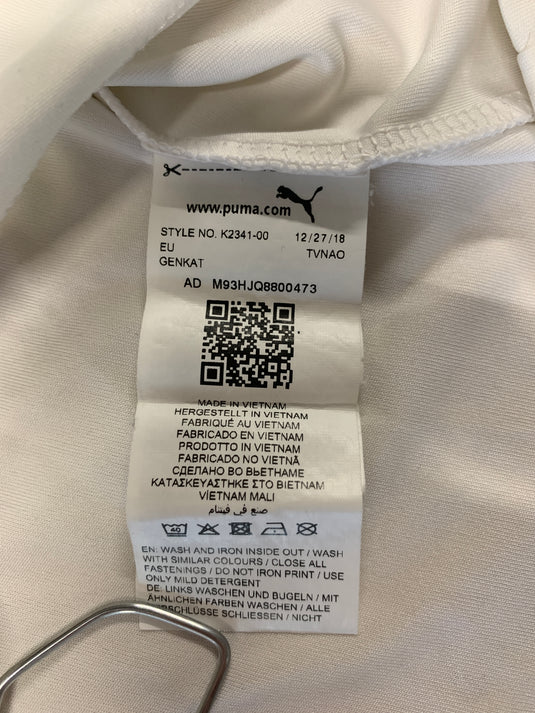 www.puma.com
STYLE NO. K2341-00 12/27/18
EU TVNAO
GENKAT
AD M93HJQ8800473
MADE IN VIETNAM
HERGESTELLT IN VIETNAM
FABRIQUÉ AU VIETNAM
FABRICADO EN VIETNAM
PRODOTTO IN VIETNAM
FABRICADO NO VIETNÃ
СДЕЛАНО ВО ВЬЕТНАМЕ
ΚΑΤΑΣΚΕΥΑΣΤΗΚΕ ΣΤΟ ΒΙΕΤΝΑΜ
VİETNAM MALI
صنع في فيتنام
40
EN: WASH AND IRON INSIDE OUT / WASH
WITH SIMILAR COLOURS / CLOSE ALL
FASTENINGS / DO NOT IRON PRINT / USE
ONLY MILD DETERGENT
DE: LINKS WASCHEN UND BUGELN / MIT
ÄHNLICHEN FARBEN WASCHEN / ALLE
SCHLIESSEN / NICHT